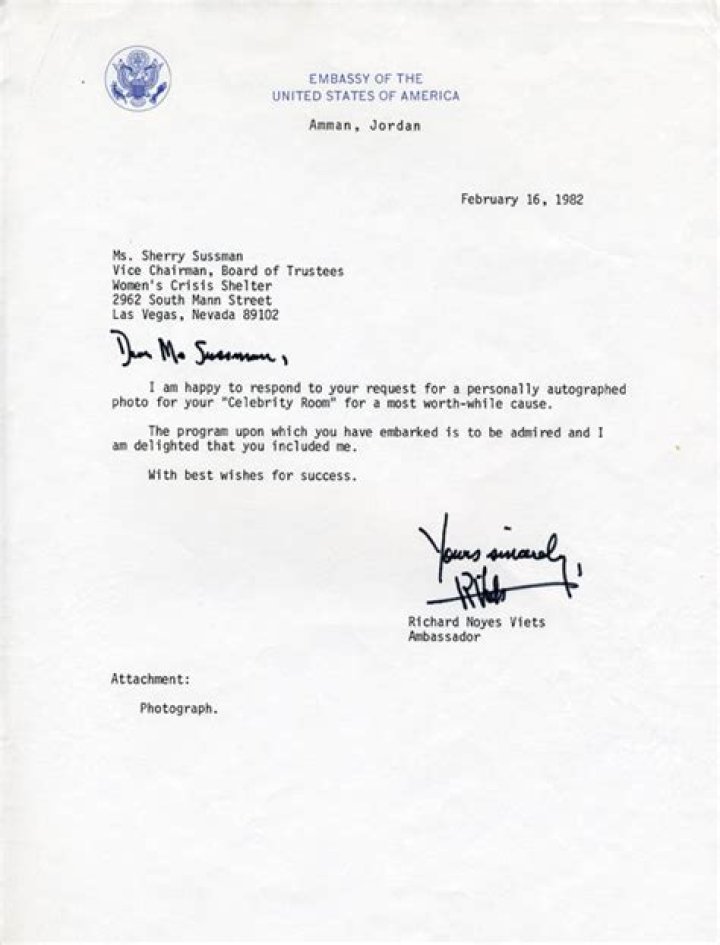 EMBASSY OF THE
UNITED STATES OF AMERICA
Amman, Jordan
February 16, 1982
Ms. Sherry Sussman
Vice Chairman, Board of Trustees
Women's Crisis Shelter
2962 South Mann Street
Las Vegas, Nevada 89102
Dear Ms Sussman,
I am happy to respond to your request for a personally autographed
photo for your "Celebrity Room" for a most worth-while cause.
The program upon which you have embarked is to be admired and I
am delighted that you included me.
With best wishes for success.
Yours sincerely,
RViets
Richard Noyes Viets
Ambassador
Attachment:
Photograph.